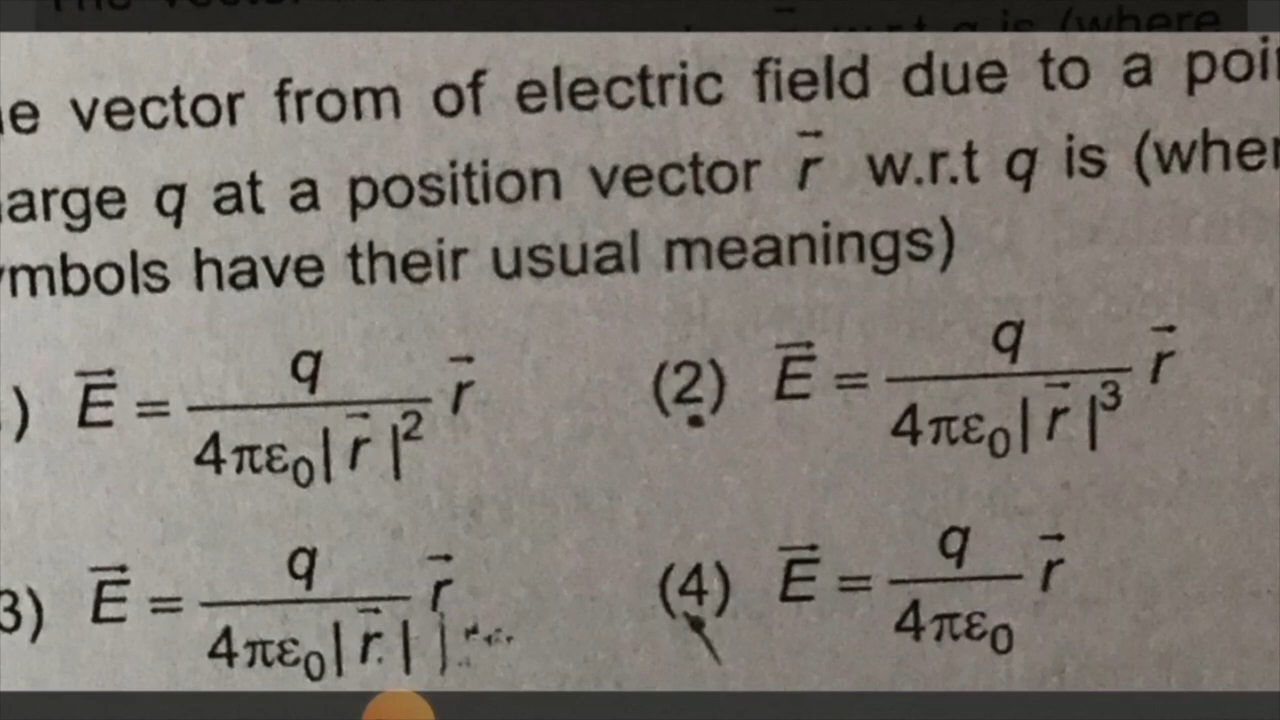 e vector from of electric field due to a poi
arge q at a position vector r⃗ w.r.t q is (wher
mbols have their usual meanings)
) E⃗ = q / 4πε₀|r⃗|² r⃗ (2) E⃗ = q / 4πε₀|r⃗|³ r⃗
3) E⃗ = q / 4πε₀|r⃗| r⃗ (4) E⃗ = q / 4πε₀ r⃗